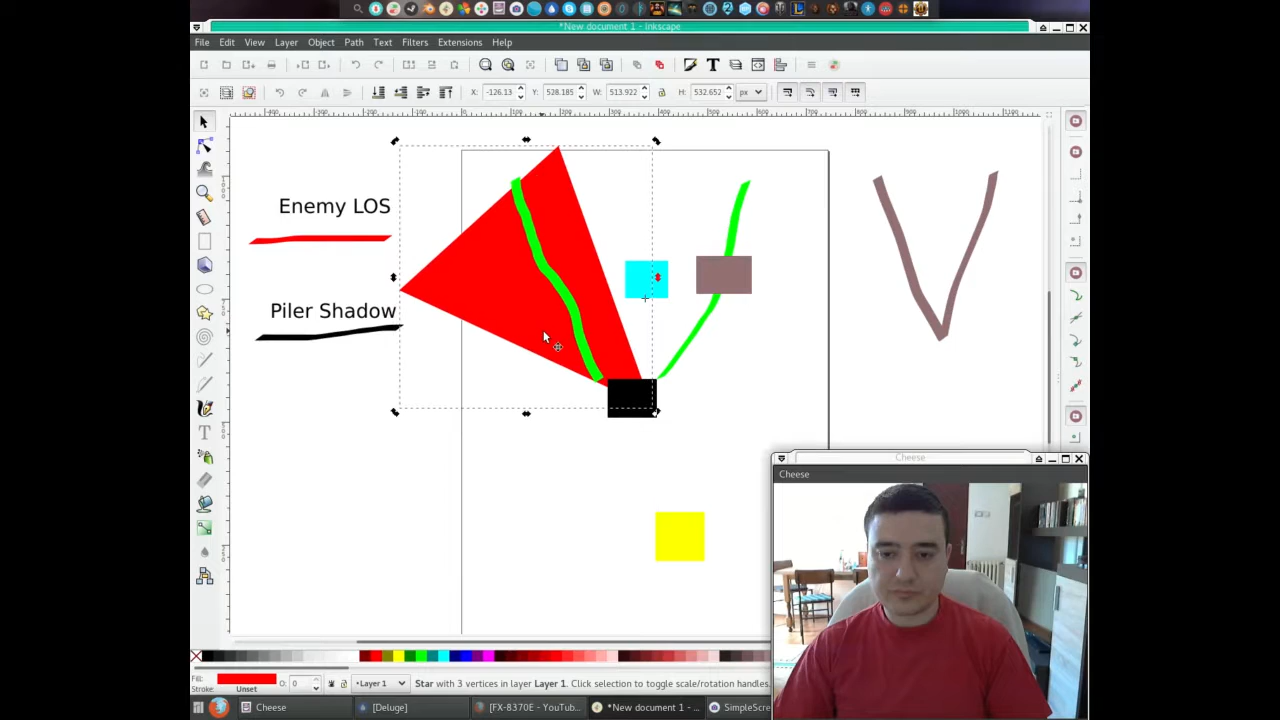 *New document 1 - Inkscape
File Edit View Layer Object Path Text Filters Extensions Help
X: -126.13 Y: 528.185 W: 513.922 H: 532.652 px
Enemy LOS
Piler Shadow
Cheese
Cheese
Fill:
Stroke: Unset
O: 0
•Layer 1
Star with 3 vertices in layer Layer 1. Click selection to toggle scale/rotation handles.
Cheese [Deluge] [FX-8370E - YouTub... *New document 1 - ... SimpleScre